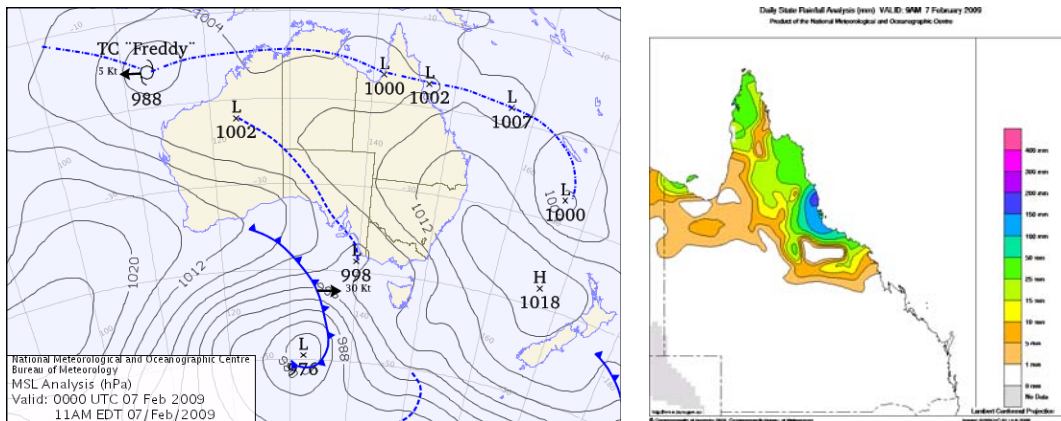 1004
TC "Freddy"
5 Kt
988
L
1000
L
1002
L
1007
L
1002
L
1000
1012
1020
1012
L
998
30 Kt
H
1018
988
L
976
National Meteorological and Oceanographic Centre
Bureau of Meteorology
MSL Analysis (hPa)
Valid: 0000 UTC 07 Feb 2009
11AM EDT 07/Feb/2009
Daily State Rainfall Analysis (mm) VALID: 9AM 7 February 2009
Product of the National Meteorological and Oceanographic Centre
400 mm
300 mm
200 mm
150 mm
100 mm
50 mm
25 mm
15 mm
10 mm
5 mm
1 mm
0 mm
No Data
Lambert Conformal Projection